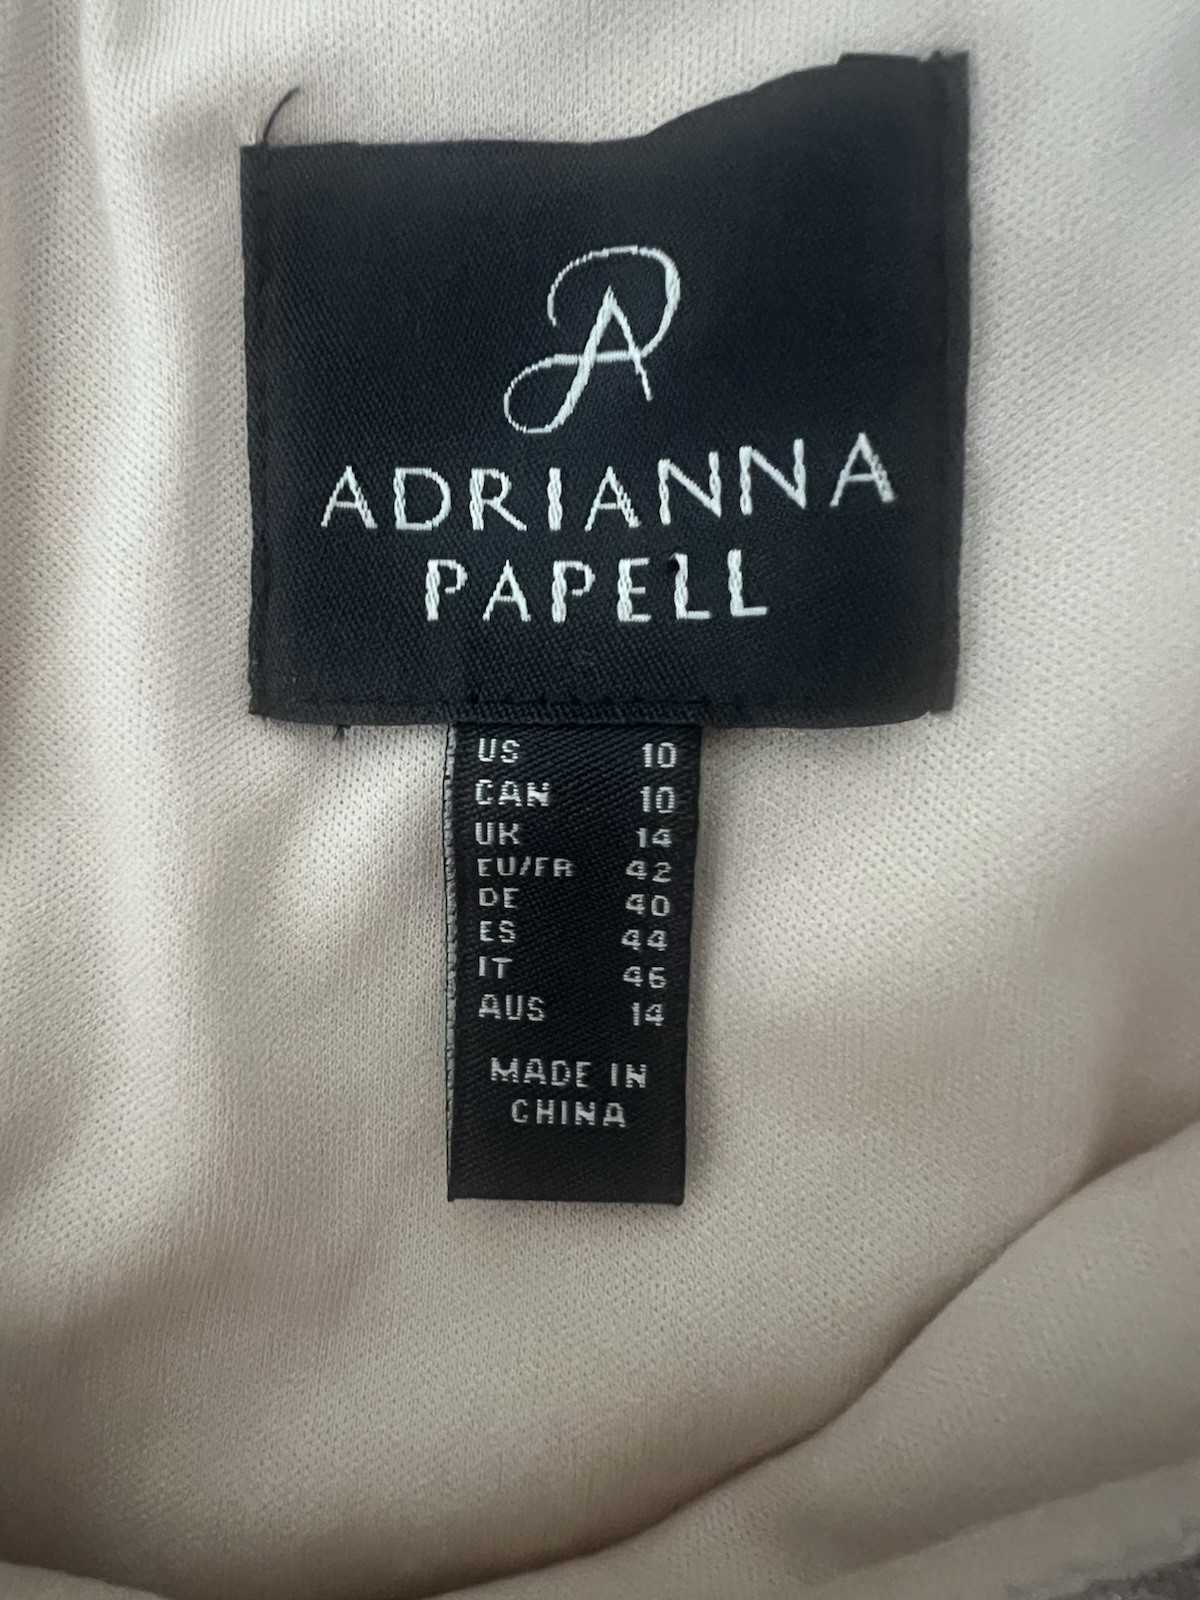 ADRIANNA
PAPELL
US 10
CAN 10
UK 14
EU/FR 42
DE 40
ES 44
IT 46
AUS 14
MADE IN
CHINA